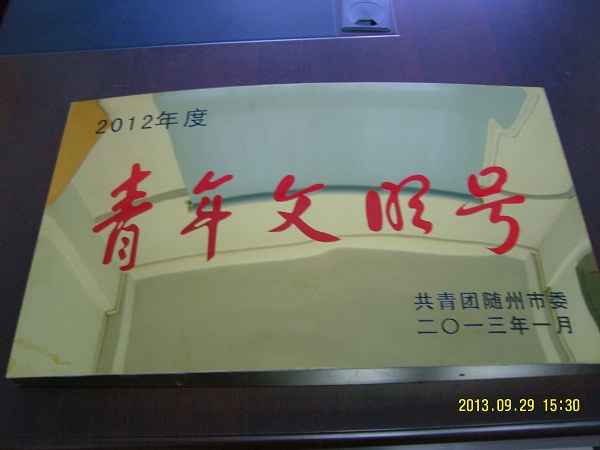 2012年度
青年文明号
共青团随州市委
二〇一三年一月
2013.09.29 15:30